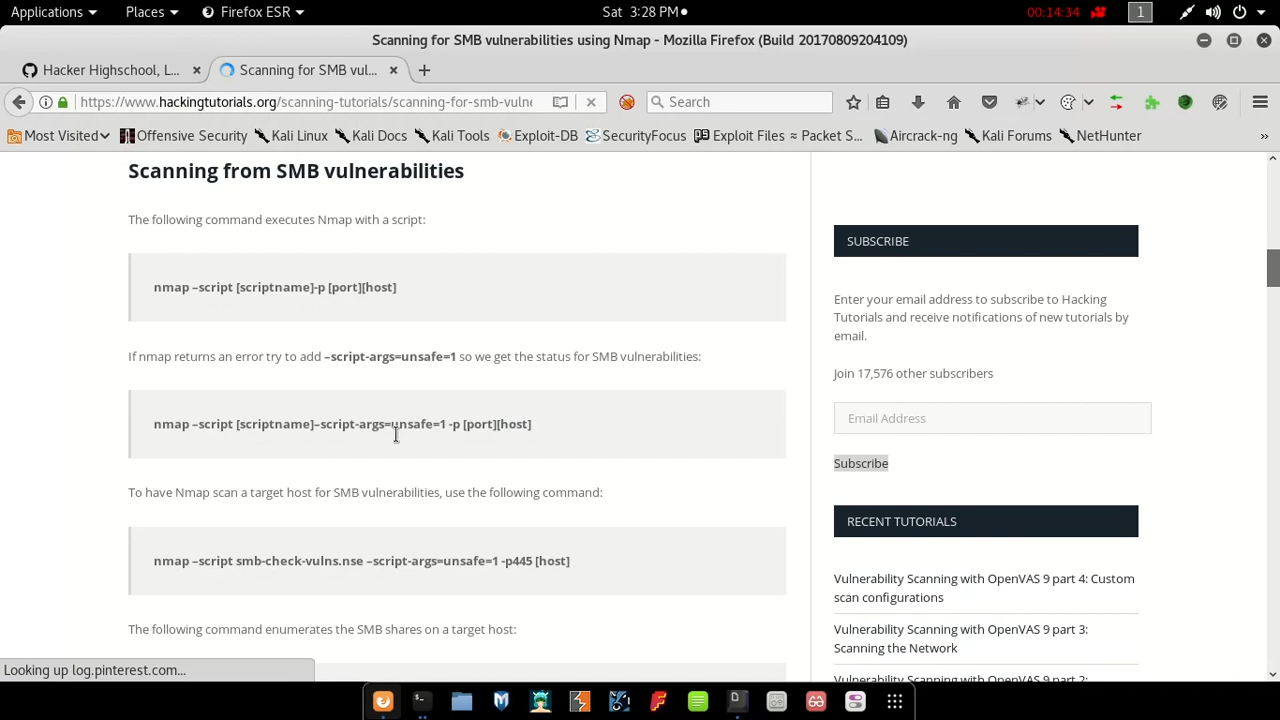 Applications Places Firefox ESR Sat 3:28 PM 00:14:34 1
Scanning for SMB vulnerabilities using Nmap - Mozilla Firefox (Build 20170809204109)
Hacker Highschool, L... Scanning for SMB vul...
https://www.hackingtutorials.org/scanning-tutorials/scanning-for-smb-vulne Search
Most Visited Offensive Security Kali Linux Kali Docs Kali Tools Exploit-DB SecurityFocus Exploit Files ≈ Packet S... Aircrack-ng Kali Forums NetHunter »
Scanning from SMB vulnerabilities
The following command executes Nmap with a script:
nmap –script [scriptname]-p [port][host]
If nmap returns an error try to add –script-args=unsafe=1 so we get the status for SMB vulnerabilities:
nmap –script [scriptname]–script-args=unsafe=1 -p [port][host]
To have Nmap scan a target host for SMB vulnerabilities, use the following command:
nmap –script smb-check-vulns.nse –script-args=unsafe=1 -p445 [host]
The following command enumerates the SMB shares on a target host:
SUBSCRIBE
Enter your email address to subscribe to Hacking
Tutorials and receive notifications of new tutorials by
email.
Join 17,576 other subscribers
Email Address
Subscribe
RECENT TUTORIALS
Vulnerability Scanning with OpenVAS 9 part 4: Custom
scan configurations
Vulnerability Scanning with OpenVAS 9 part 3:
Scanning the Network
Vulnerability Scanning with OpenVAS 9 part 2:
Looking up log.pinterest.com...